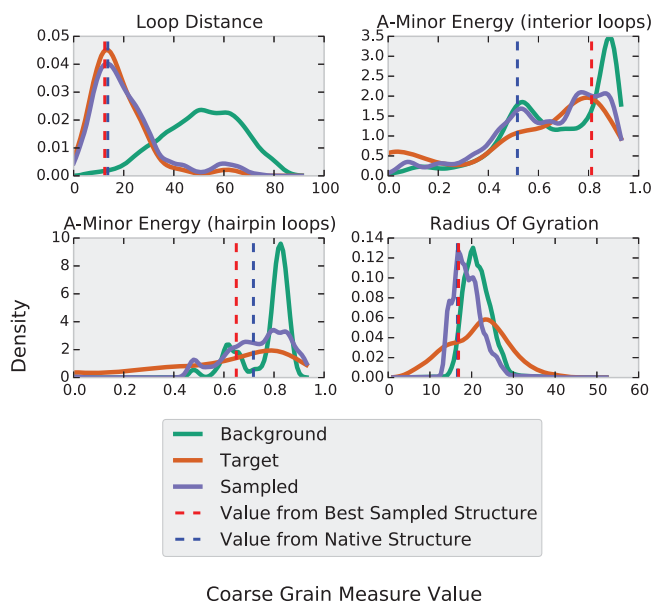 Loop Distance
0.05
0.04
0.03
0.02
0.01
0.00
0 20 40 60 80 100
A-Minor Energy (interior loops)
3.5
3.0
2.5
2.0
1.5
1.0
0.5
0.0
0.0 0.2 0.4 0.6 0.8 1.0
A-Minor Energy (hairpin loops)
10
8
6
4
2
0
0.0 0.2 0.4 0.6 0.8 1.0
Radius Of Gyration
0.14
0.12
0.10
0.08
0.06
0.04
0.02
0.00
0 10 20 30 40 50 60
Density
Background
Target
Sampled
Value from Best Sampled Structure
Value from Native Structure
Coarse Grain Measure Value